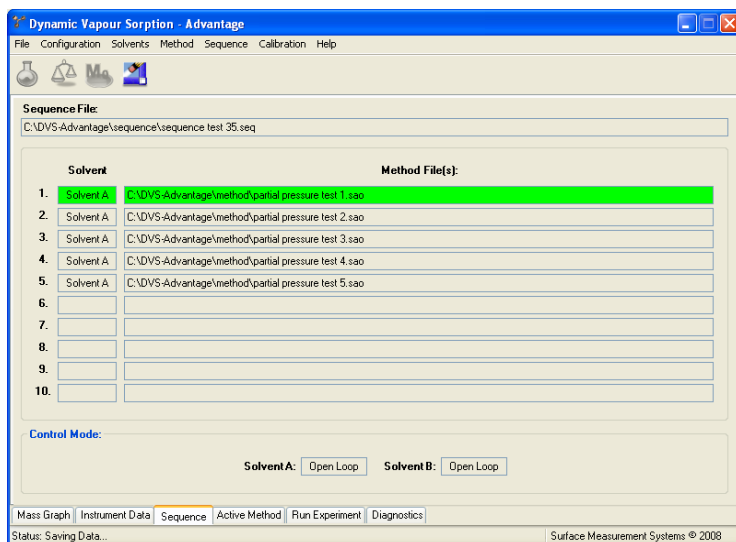 Dynamic Vapour Sorption - Advantage
File Configuration Solvents Method Sequence Calibration Help
Mg
Sequence File:
C:\DVS-Advantage\sequence\sequence test 35.seq
Solvent Method File(s):
1. Solvent A C:\DVS-Advantage\method\partial pressure test 1.sao
2. Solvent A C:\DVS-Advantage\method\partial pressure test 2.sao
3. Solvent A C:\DVS-Advantage\method\partial pressure test 3.sao
4. Solvent A C:\DVS-Advantage\method\partial pressure test 4.sao
5. Solvent A C:\DVS-Advantage\method\partial pressure test 5.sao
6.
7.
8.
9.
10.
Control Mode:
Solvent A: Open Loop Solvent B: Open Loop
Mass Graph Instrument Data Sequence Active Method Run Experiment Diagnostics
Status: Saving Data... Surface Measurement Systems © 2008